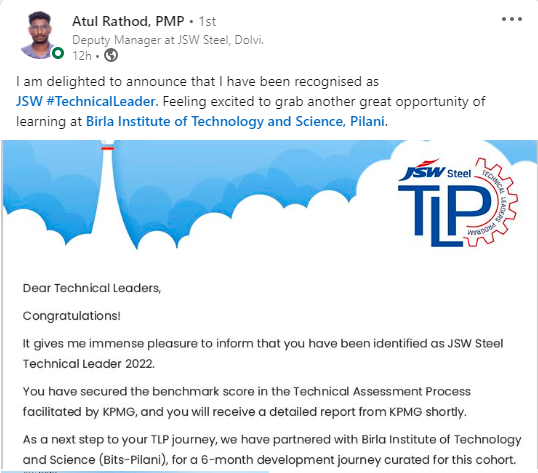 Atul Rathod, PMP • 1st
Deputy Manager at JSW Steel, Dolvi.
12h •
I am delighted to announce that I have been recognised as
JSW #TechnicalLeader. Feeling excited to grab another great opportunity of
learning at Birla Institute of Technology and Science, Pilani.
JSW Steel
TLP
TECHNICAL LEADERS PROGRAM
Dear Technical Leaders,
Congratulations!
It gives me immense pleasure to inform that you have been identified as JSW Steel
Technical Leader 2022.
You have secured the benchmark score in the Technical Assessment Process
facilitated by KPMG, and you will receive a detailed report from KPMG shortly.
As a next step to your TLP journey, we have partnered with Birla Institute of Technology
and Science (Bits-Pilani), for a 6-month development journey curated for this cohort.